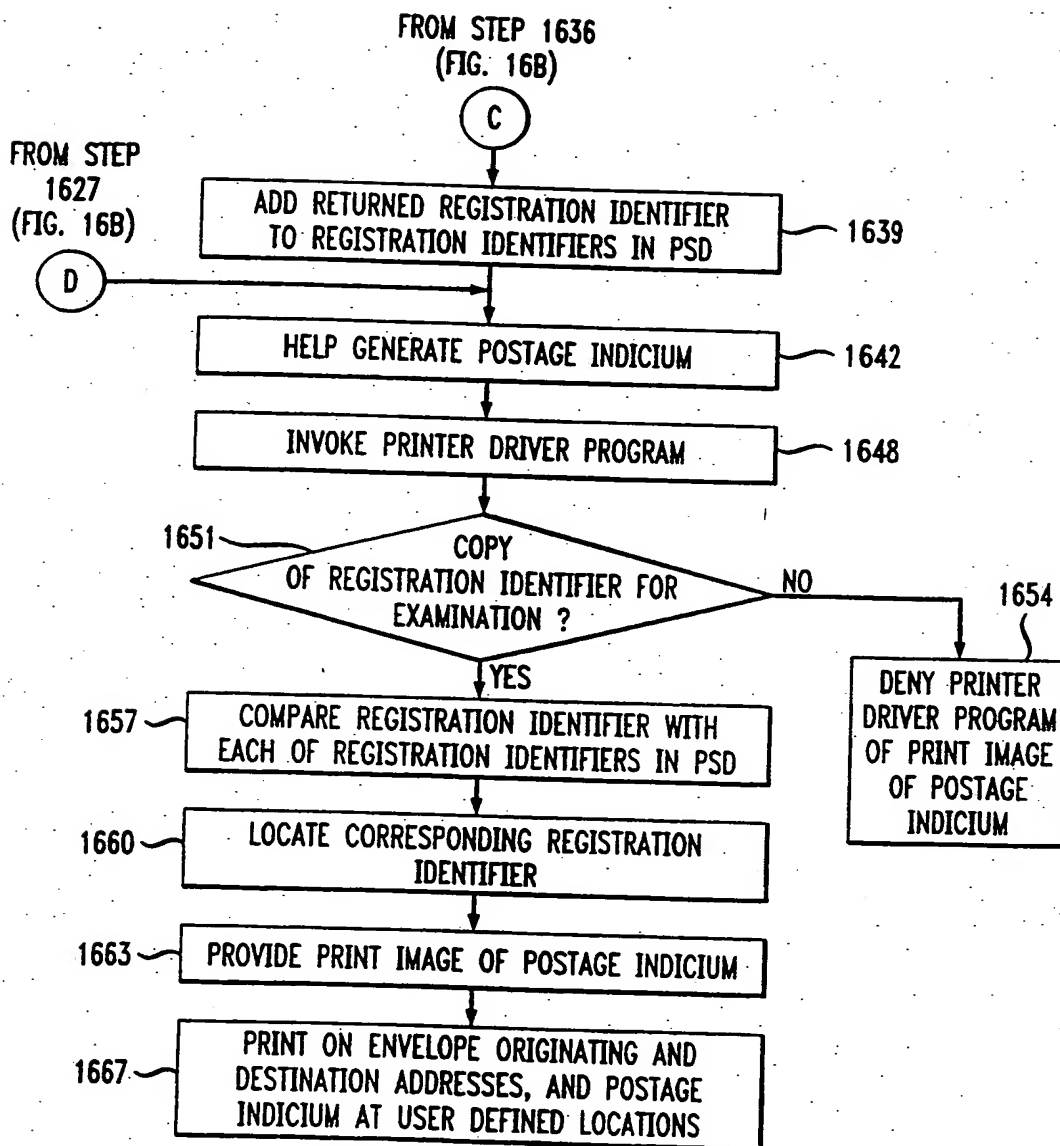 FROM STEP 1636
(FIG. 16B)
C
FROM STEP
1627
(FIG. 16B)
D
ADD RETURNED REGISTRATION IDENTIFIER
TO REGISTRATION IDENTIFIERS IN PSD
1639
HELP GENERATE POSTAGE INDICIUM
1642
INVOKE PRINTER DRIVER PROGRAM
1648
1651
COPY
OF REGISTRATION IDENTIFIER FOR
EXAMINATION ?
NO
1654
DENY PRINTER
DRIVER PROGRAM
OF PRINT IMAGE
OF POSTAGE
INDICIUM
YES
1657
COMPARE REGISTRATION IDENTIFIER WITH
EACH OF REGISTRATION IDENTIFIERS IN PSD
1660
LOCATE CORRESPONDING REGISTRATION
IDENTIFIER
1663
PROVIDE PRINT IMAGE OF POSTAGE INDICIUM
1667
PRINT ON ENVELOPE ORIGINATING AND
DESTINATION ADDRESSES, AND POSTAGE
INDICIUM AT USER DEFINED LOCATIONS